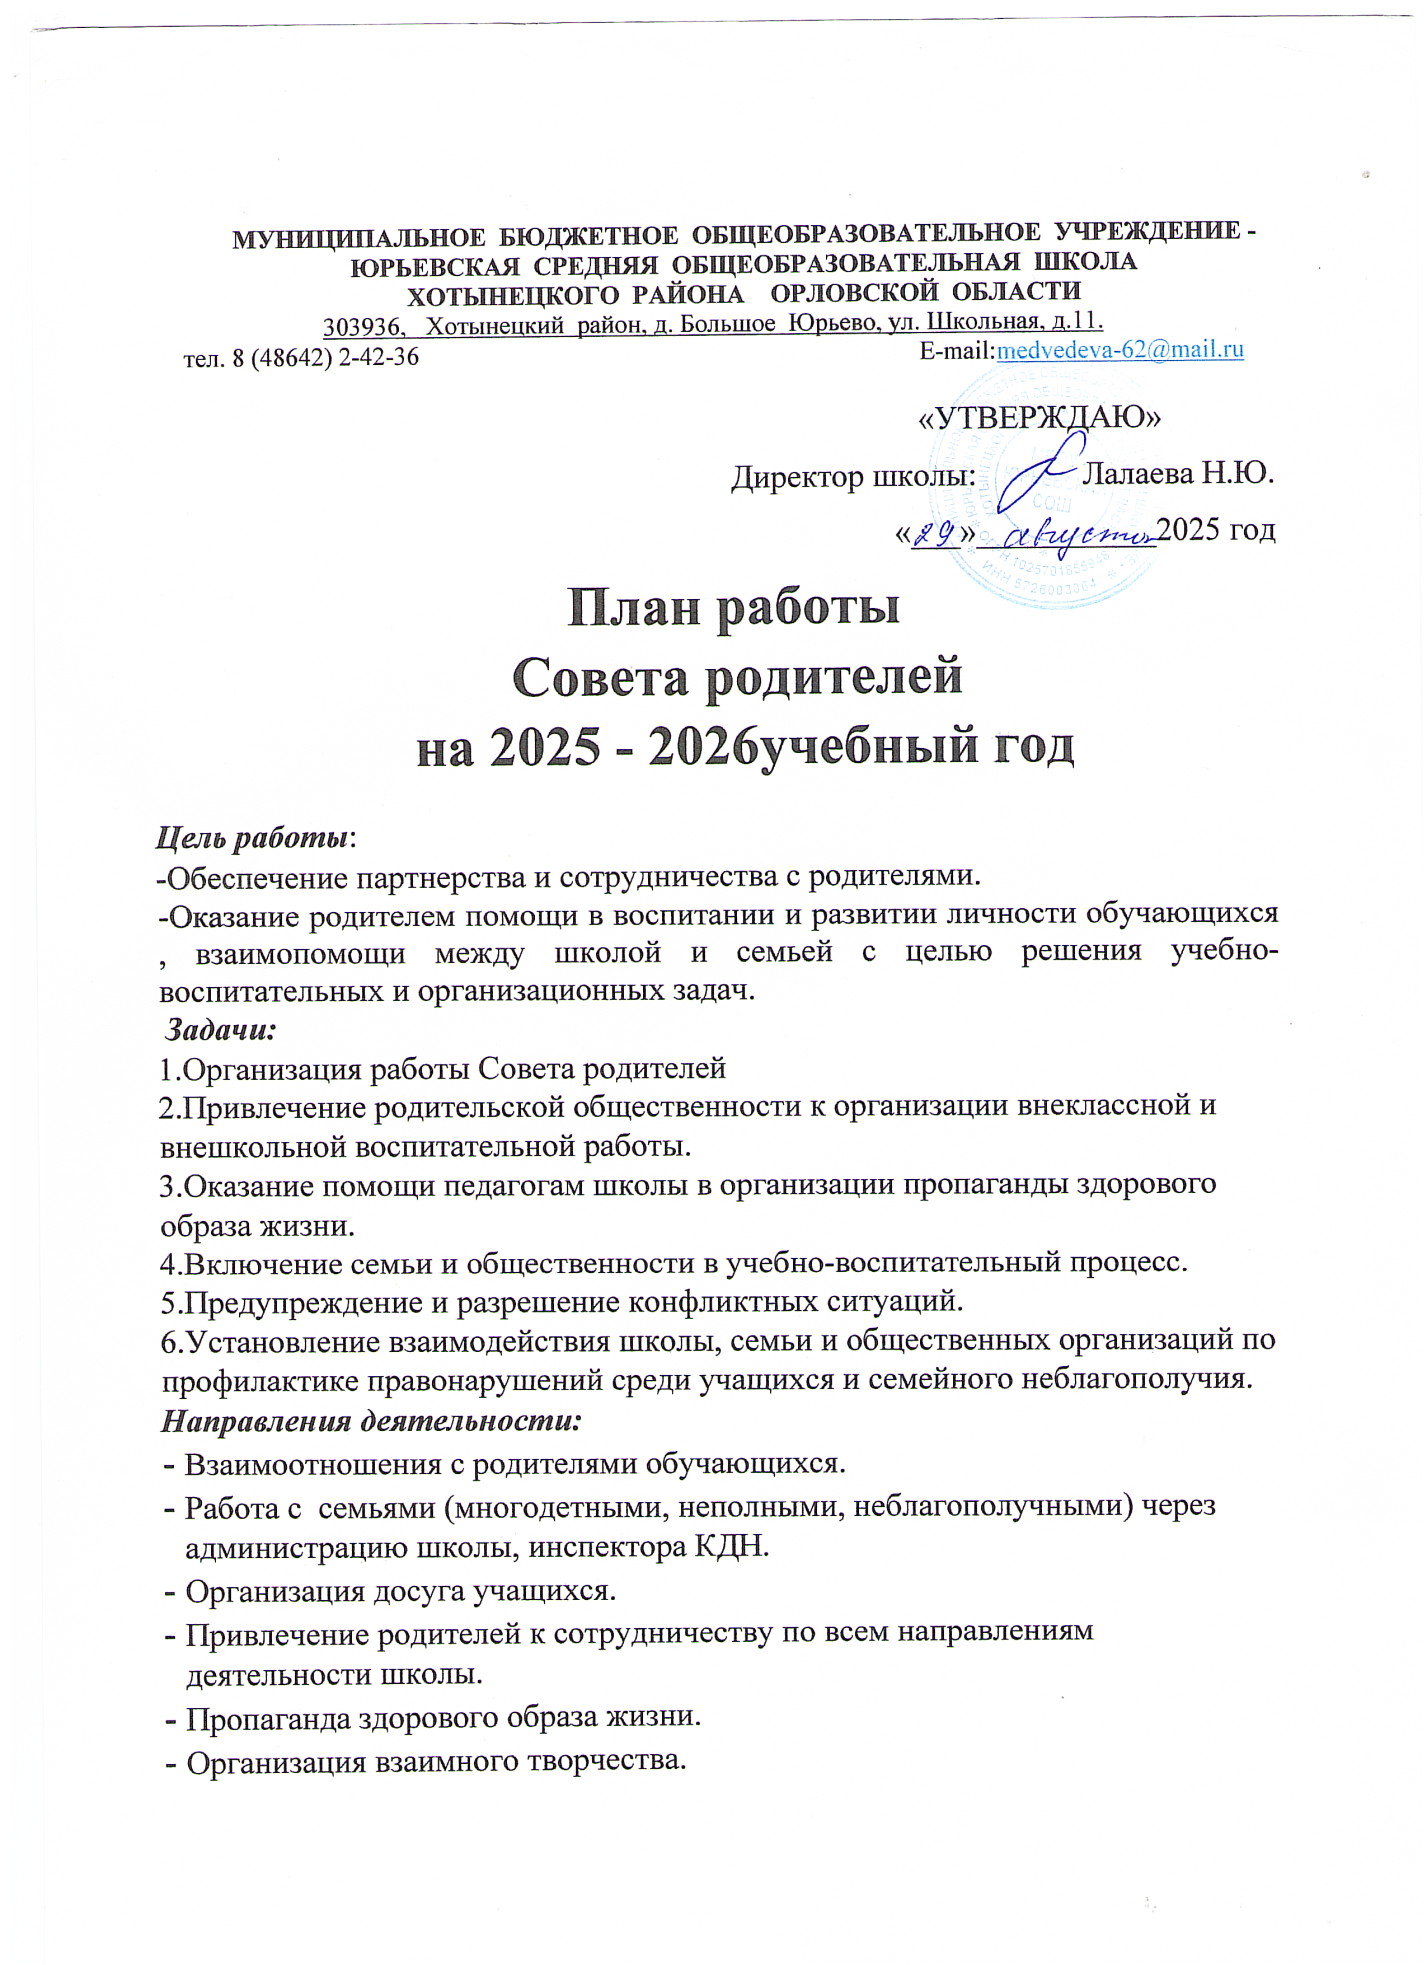 МУНИЦИПАЛЬНОЕ БЮДЖЕТНОЕ ОБЩЕОБРАЗОВАТЕЛЬНОЕ УЧРЕЖДЕНИЕ -
ЮРЬЕВСКАЯ СРЕДНЯЯ ОБЩЕОБРАЗОВАТЕЛЬНАЯ ШКОЛА
ХОТЫНЕЦКОГО РАЙОНА ОРЛОВСКОЙ ОБЛАСТИ
303936, Хотынецкий район, д. Большое Юрьево, ул. Школьная, д.11.
тел. 8 (48642) 2-42-36 E-mail:medvedeva-62@mail.ru
«УТВЕРЖДАЮ»
Директор школы: Лалаева Н.Ю.
«29» августа 2025 год
СОШ
План работы
Совета родителей
на 2025 - 2026учебный год
Цель работы:
-Обеспечение партнерства и сотрудничества с родителями.
-Оказание родителем помощи в воспитании и развитии личности обучающихся
, взаимопомощи между школой и семьей с целью решения учебно-
воспитательных и организационных задач.
Задачи:
1.Организация работы Совета родителей
2.Привлечение родительской общественности к организации внеклассной и
внешкольной воспитательной работы.
3.Оказание помощи педагогам школы в организации пропаганды здорового
образа жизни.
4.Включение семьи и общественности в учебно-воспитательный процесс.
5.Предупреждение и разрешение конфликтных ситуаций.
6.Установление взаимодействия школы, семьи и общественных организаций по
профилактике правонарушений среди учащихся и семейного неблагополучия.
Направления деятельности:
- Взаимоотношения с родителями обучающихся.
- Работа с семьями (многодетными, неполными, неблагополучными) через
администрацию школы, инспектора КДН.
- Организация досуга учащихся.
- Привлечение родителей к сотрудничеству по всем направлениям
деятельности школы.
- Пропаганда здорового образа жизни.
- Организация взаимного творчества.